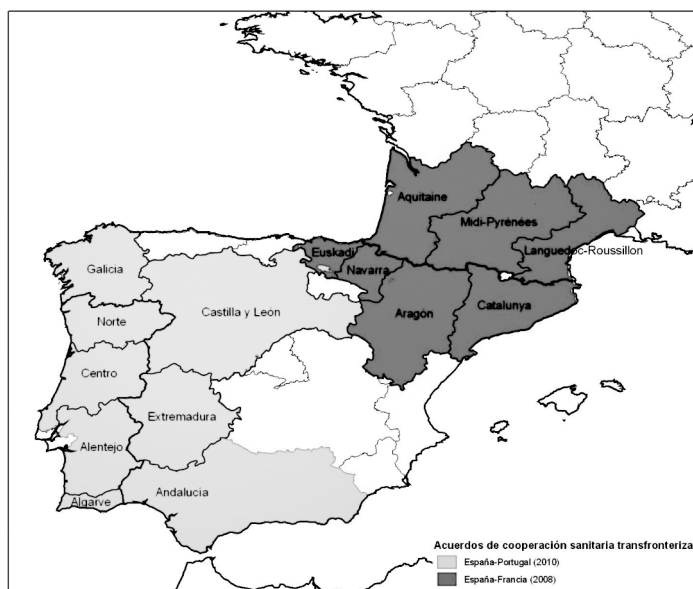 Aquitaine
Midi-Pyrénées
Euskadi
Languedoc-Roussillon
Galicia
Navarra
Castilla y León
Aragón
Catalunya
Norte
Centro
Extremadura
Alentejo
Andalucía
Algarve
Acuerdos de cooperación sanitaria transfronteriza
España-Portugal (2010)
España-Francia (2008)